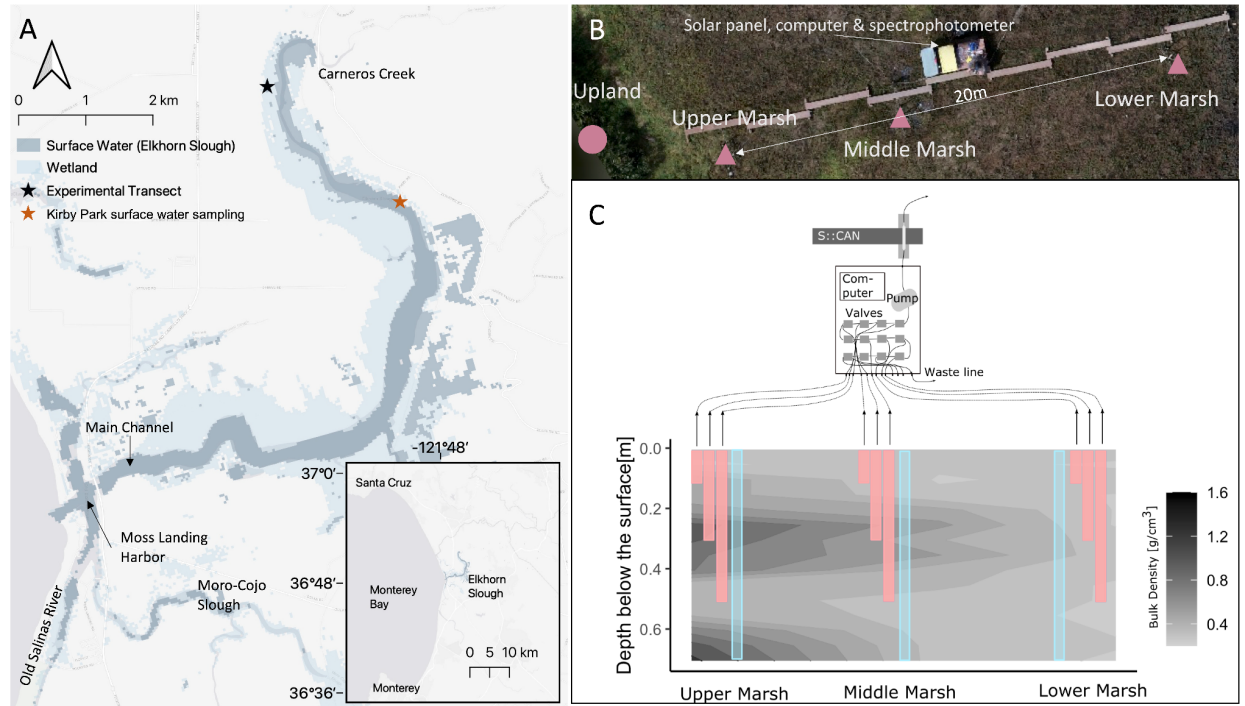 A
Carneros Creek
0 1 2 km
Surface Water (Elkhorn Slough)
Wetland
Experimental Transect
Kirby Park surface water sampling
Main Channel
Moss Landing
Harbor
Moro-Cojo
Slough
Old Salinas River
-121°48′
37°0′
36°48′
36°36′
Santa Cruz
Monterey
Bay
Elkhorn
Slough
0 5 10 km
Monterey
B
Solar panel, computer & spectrophotometer
Upland
Upper Marsh
20m
Middle Marsh
Lower Marsh
C
S::CAN
Com-
puter
Pump
Valves
Waste line
Depth below the surface[m]
0.0
0.2
0.4
0.6
Upper Marsh
Middle Marsh
Lower Marsh
Bulk Density [g/cm³]
1.6
1.2
0.8
0.4